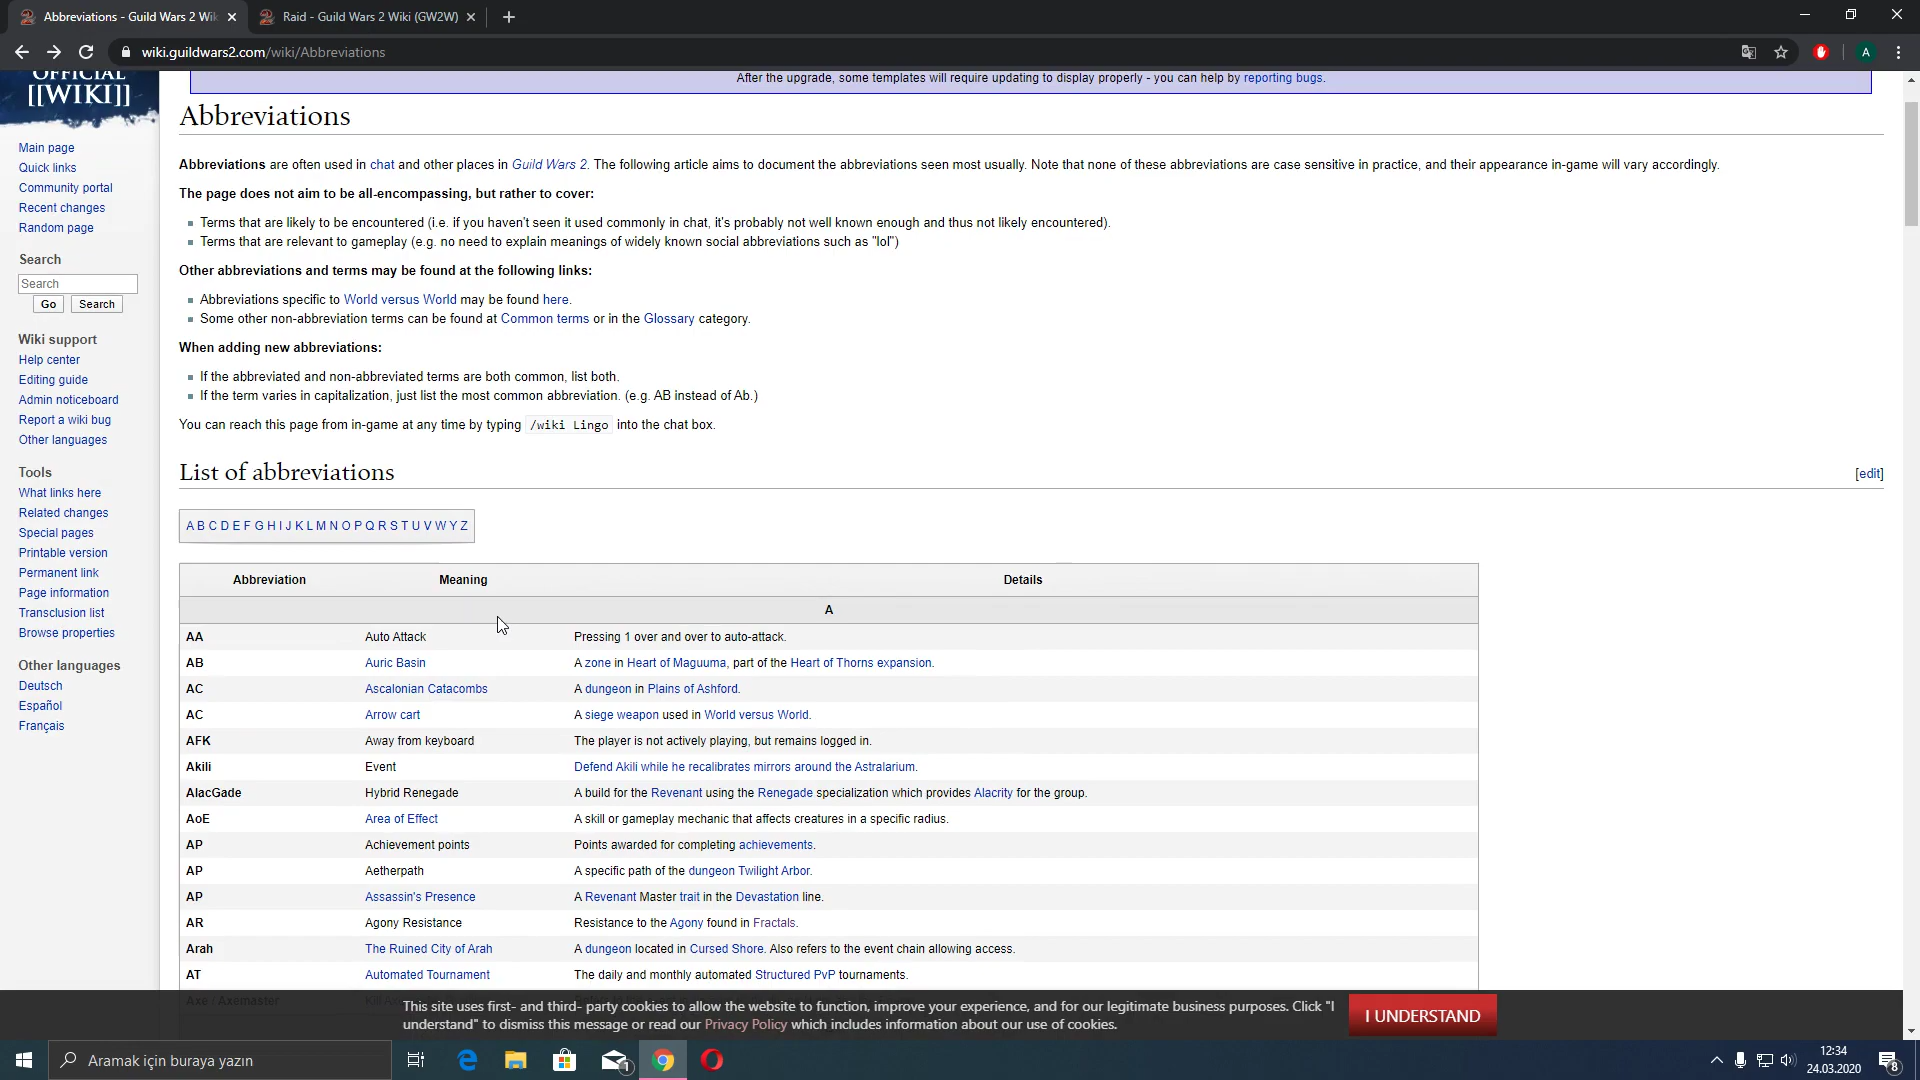 Abbreviations - Guild Wars 2 Wik
Raid - Guild Wars 2 Wiki (GW2W)
wiki.guildwars2.com/wiki/Abbreviations
A
OFFICIAL
[[WIKI]]
Main page
Quick links
Community portal
Recent changes
Random page
Search
Search
Go
Search
Wiki support
Help center
Editing guide
Admin noticeboard
Report a wiki bug
Other languages
Tools
What links here
Related changes
Special pages
Printable version
Permanent link
Page information
Transclusion list
Browse properties
Other languages
Deutsch
Español
Français
After the upgrade, some templates will require updating to display properly - you can help by reporting bugs.
Abbreviations
Abbreviations are often used in chat and other places in Guild Wars 2. The following article aims to document the abbreviations seen most usually. Note that none of these abbreviations are case sensitive in practice, and their appearance in-game will vary accordingly.
The page does not aim to be all-encompassing, but rather to cover:
Terms that are likely to be encountered (i.e. if you haven't seen it used commonly in chat, it's probably not well known enough and thus not likely encountered).
Terms that are relevant to gameplay (e.g. no need to explain meanings of widely known social abbreviations such as "lol")
Other abbreviations and terms may be found at the following links:
Abbreviations specific to World versus World may be found here.
Some other non-abbreviation terms can be found at Common terms or in the Glossary category.
When adding new abbreviations:
If the abbreviated and non-abbreviated terms are both common, list both.
If the term varies in capitalization, just list the most common abbreviation. (e.g. AB instead of Ab.)
You can reach this page from in-game at any time by typing /wiki Lingo into the chat box.
List of abbreviations
[edit]
A B C D E F G H I J K L M N O P Q R S T U V W Y Z
Abbreviation Meaning Details
A
AA Auto Attack Pressing 1 over and over to auto-attack.
AB Auric Basin A zone in Heart of Maguuma, part of the Heart of Thorns expansion.
AC Ascalonian Catacombs A dungeon in Plains of Ashford.
AC Arrow cart A siege weapon used in World versus World.
AFK Away from keyboard The player is not actively playing, but remains logged in.
Akili Event Defend Akili while he recalibrates mirrors around the Astralarium.
AlacGade Hybrid Renegade A build for the Revenant using the Renegade specialization which provides Alacrity for the group.
AoE Area of Effect A skill or gameplay mechanic that affects creatures in a specific radius.
AP Achievement points Points awarded for completing achievements.
AP Aetherpath A specific path of the dungeon Twilight Arbor.
AP Assassin's Presence A Revenant Master trait in the Devastation line.
AR Agony Resistance Resistance to the Agony found in Fractals.
Arah The Ruined City of Arah A dungeon located in Cursed Shore. Also refers to the event chain allowing access.
AT Automated Tournament The daily and monthly automated Structured PvP tournaments.
Axe / Axemaster
This site uses first- and third- party cookies to allow the website to function, improve your experience, and for our legitimate business purposes. Click "I
understand" to dismiss this message or read our Privacy Policy which includes information about our use of cookies.
I UNDERSTAND
Aramak için buraya yazın
1
12:34
24.03.2020
8